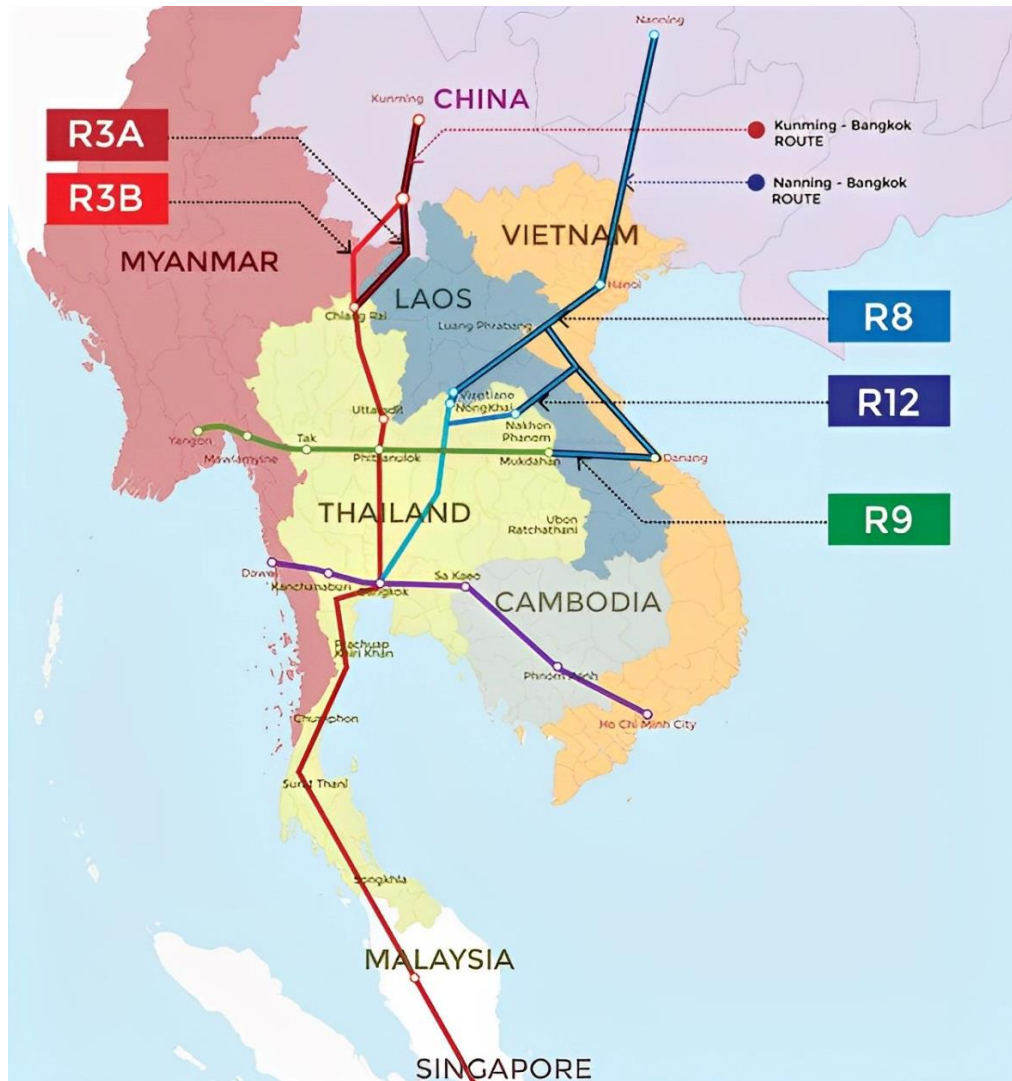 Nanning
Kunming
CHINA
R3A
Kunming - Bangkok
ROUTE
R3B
Nanning - Bangkok
ROUTE
VIETNAM
MYANMAR
Hanoi
LAOS
Chiang Rai
Luang Phrabang
R8
Vientiane
Nong Khai
R12
Uttaradit
Nakhon
Phanom
Yangon
Tak
Mawlamyine
Phitsanulok
Mukdahan
Danang
THAILAND
Ubon
Ratchathani
R9
Dawei
Kanchanaburi
Bangkok
Sa Kaeo
CAMBODIA
Prachuap
Khiri Khan
Phnom Penh
Chumphon
Ho Chi Minh City
Surat Thani
Songkhla
MALAYSIA
SINGAPORE